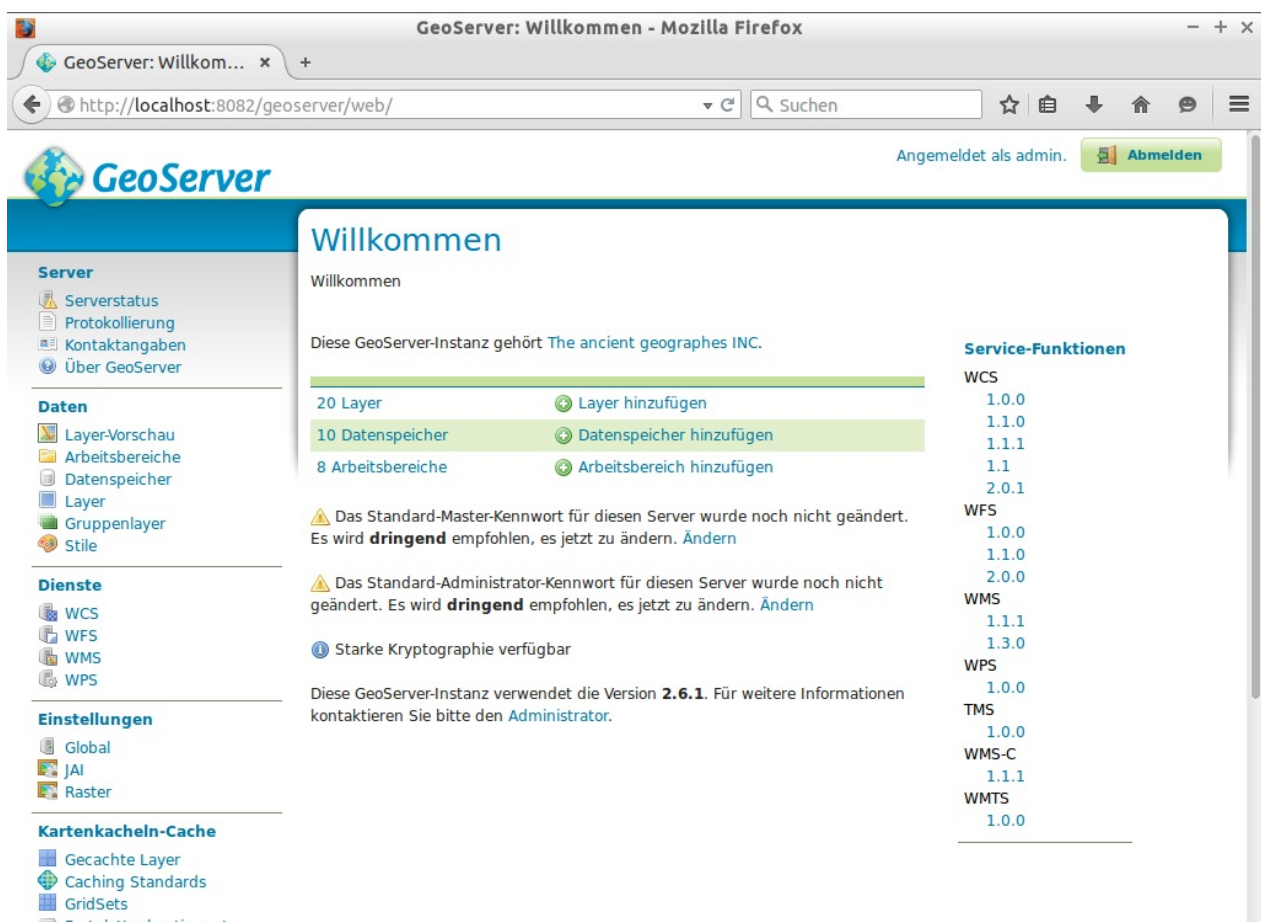 GeoServer: Willkommen - Mozilla Firefox
GeoServer: Willkom...
http://localhost:8082/geoserver/web/
Suchen
GeoServer
Angemeldet als admin.
Abmelden
Server
Serverstatus
Protokollierung
Kontaktangaben
Über GeoServer
Daten
Layer-Vorschau
Arbeitsbereiche
Datenspeicher
Layer
Gruppenlayer
Stile
Dienste
WCS
WFS
WMS
WPS
Einstellungen
Global
JAI
Raster
Kartenkacheln-Cache
Gecachte Layer
Caching Standards
GridSets
Willkommen
Willkommen
Diese GeoServer-Instanz gehört The ancient geographes INC.
20 Layer Layer hinzufügen
10 Datenspeicher Datenspeicher hinzufügen
8 Arbeitsbereiche Arbeitsbereich hinzufügen
Das Standard-Master-Kennwort für diesen Server wurde noch nicht geändert.
Es wird dringend empfohlen, es jetzt zu ändern. Ändern
Das Standard-Administrator-Kennwort für diesen Server wurde noch nicht
geändert. Es wird dringend empfohlen, es jetzt zu ändern. Ändern
Starke Kryptographie verfügbar
Diese GeoServer-Instanz verwendet die Version 2.6.1. Für weitere Informationen
kontaktieren Sie bitte den Administrator.
Service-Funktionen
WCS
1.0.0
1.1.0
1.1.1
1.1
2.0.1
WFS
1.0.0
1.1.0
2.0.0
WMS
1.1.1
1.3.0
WPS
1.0.0
TMS
1.0.0
WMS-C
1.1.1
WMTS
1.0.0